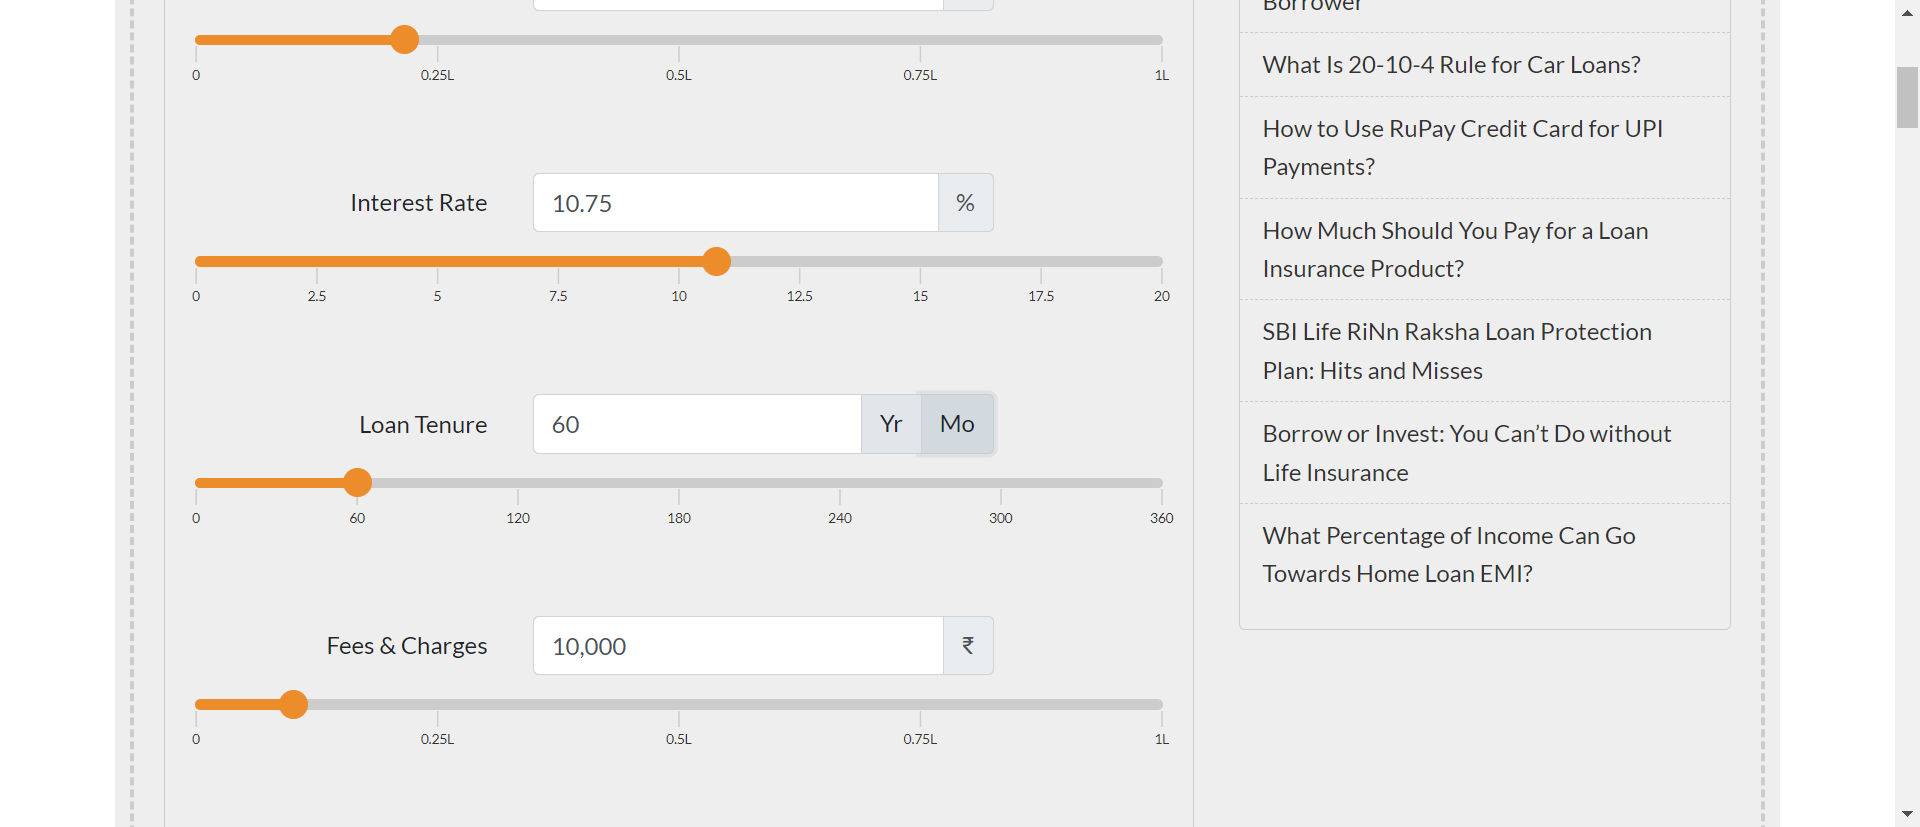 0 0.25L 0.5L 0.75L 1L
Interest Rate 10.75 %
0 2.5 5 7.5 10 12.5 15 17.5 20
Loan Tenure 60 Yr Mo
0 60 120 180 240 300 360
Fees & Charges 10,000 ₹
0 0.25L 0.5L 0.75L 1L
Borrower
What Is 20-10-4 Rule for Car Loans?
How to Use RuPay Credit Card for UPI
Payments?
How Much Should You Pay for a Loan
Insurance Product?
SBI Life RiNn Raksha Loan Protection
Plan: Hits and Misses
Borrow or Invest: You Can’t Do without
Life Insurance
What Percentage of Income Can Go
Towards Home Loan EMI?